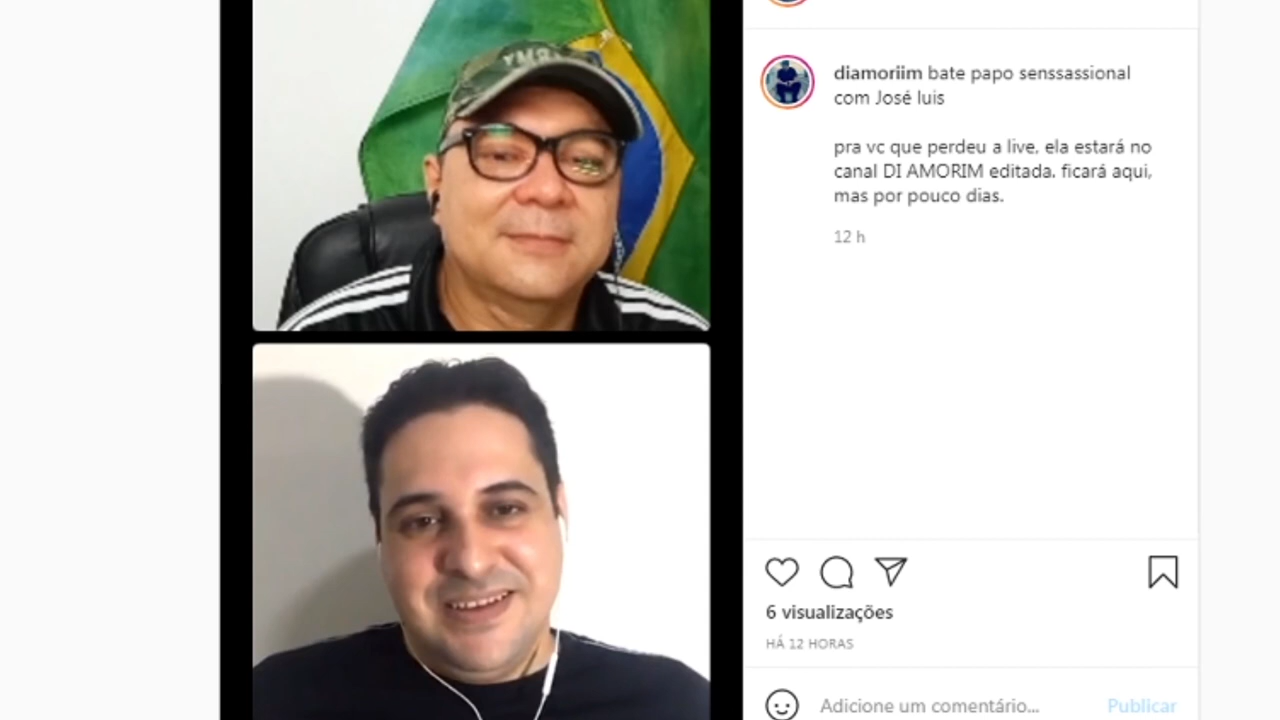 diamoriim bate papo senssassional
com José luis
pra vc que perdeu a live, ela estará no
canal DI AMORIM editada. ficará aqui,
mas por pouco dias.
12 h
6 visualizações
HÁ 12 HORAS
Adicione um comentário... Publicar